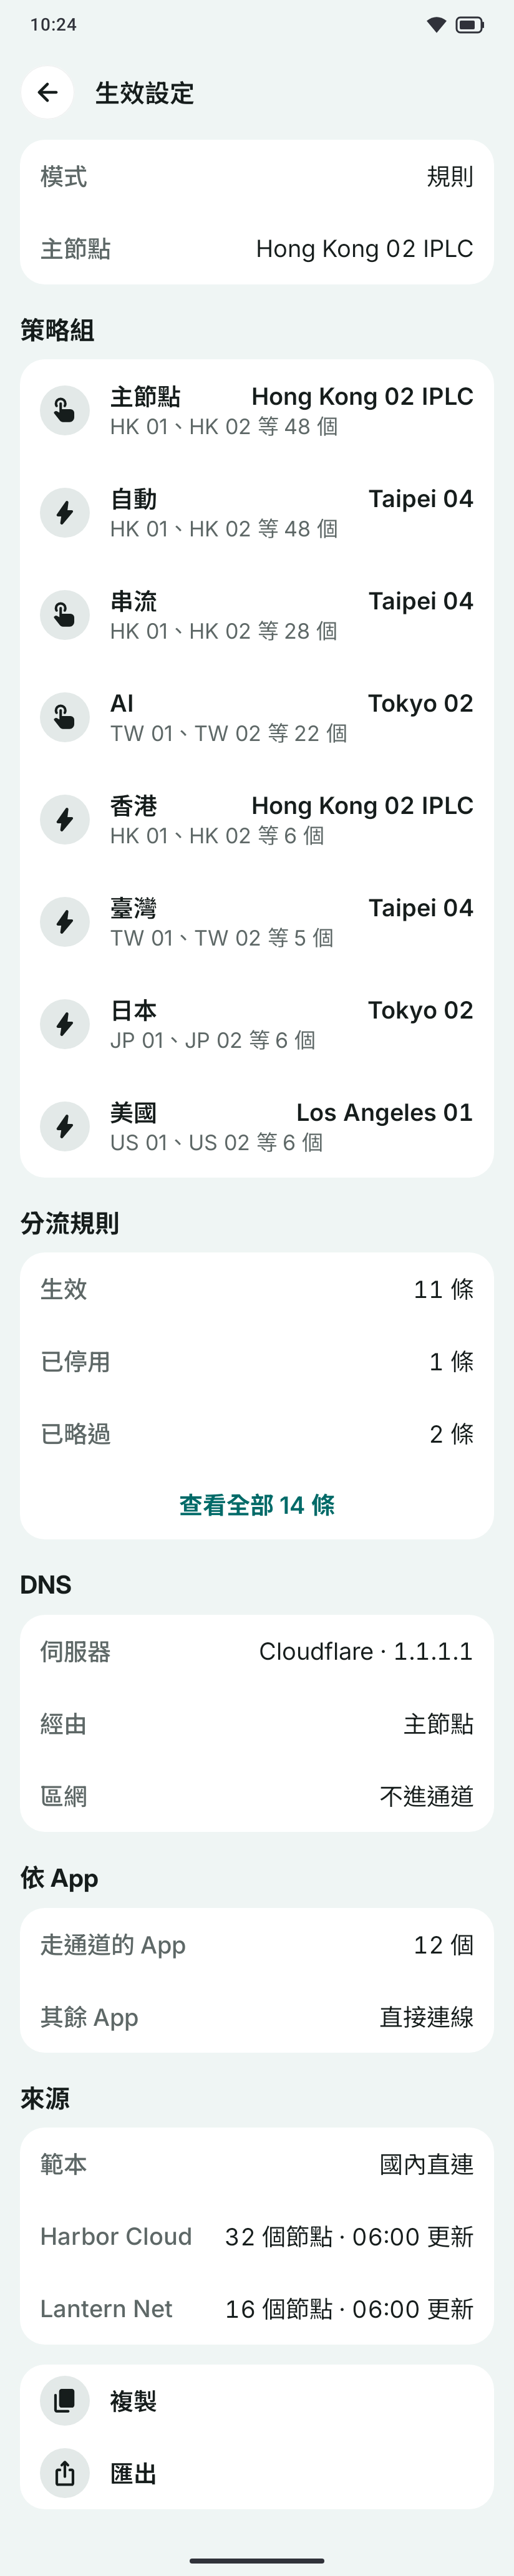 10:24
生效設定
模式 規則
主節點 Hong Kong 02 IPLC
策略組
主節點 Hong Kong 02 IPLC
HK 01、HK 02 等 48 個
自動 Taipei 04
HK 01、HK 02 等 48 個
串流 Taipei 04
HK 01、HK 02 等 28 個
AI Tokyo 02
TW 01、TW 02 等 22 個
香港 Hong Kong 02 IPLC
HK 01、HK 02 等 6 個
臺灣 Taipei 04
TW 01、TW 02 等 5 個
日本 Tokyo 02
JP 01、JP 02 等 6 個
美國 Los Angeles 01
US 01、US 02 等 6 個
分流規則
生效 11 條
已停用 1 條
已略過 2 條
查看全部 14 條
DNS
伺服器 Cloudflare · 1.1.1.1
經由 主節點
區網 不進通道
依 App
走通道的 App 12 個
其餘 App 直接連線
來源
範本 國內直連
Harbor Cloud 32 個節點 · 06:00 更新
Lantern Net 16 個節點 · 06:00 更新
複製
匯出